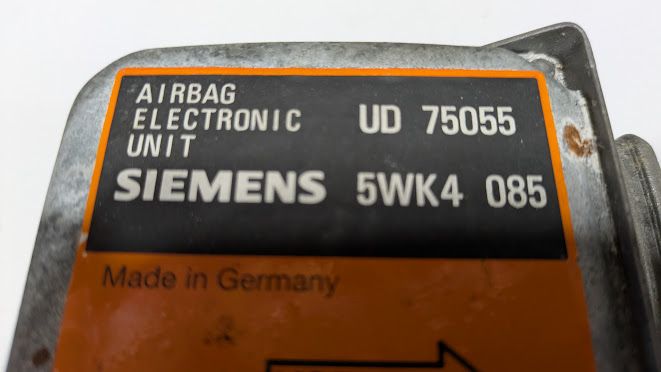 AIRBAG
ELECTRONIC UD 75055
UNIT
SIEMENS 5WK4 085
Made in Germany